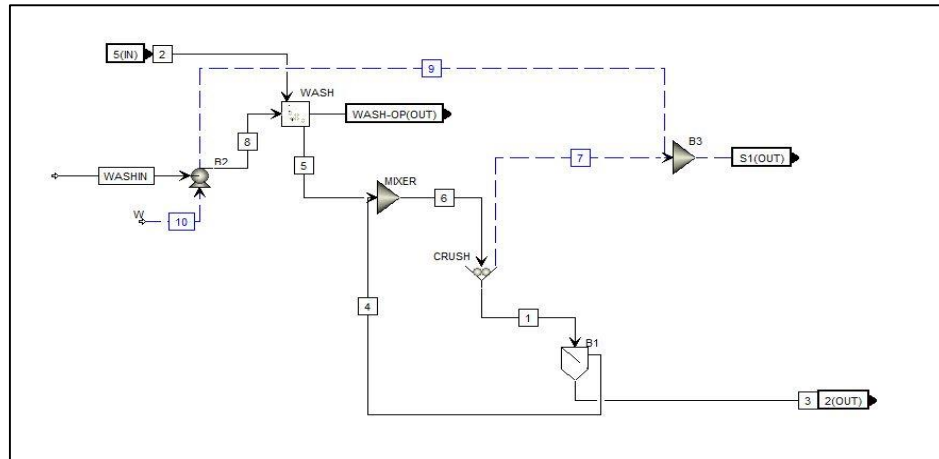 5(IN) 2
9
WASH
WASH-OP(OUT)
8
B2
B3
7
S1(OUT)
WASHIN
5
MIXER
6
W
10
CRUSH
4
1
B1
3 2(OUT)